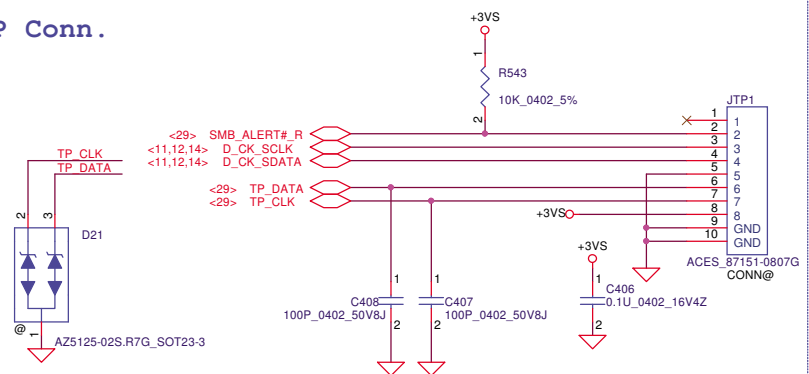 P Conn.
+3VS
1
R543
10K_0402_5%
2
JTP1
<29> SMB_ALERT#_R
<11,12,14> D_CK_SCLK
<11,12,14> D_CK_SDATA
<29> TP_DATA
<29> TP_CLK
TP_CLK
TP_DATA
1 1
2 2
3 3
4 4
5 5
6 6
7 7
8 8
9 GND
10 GND
+3VS
ACES_87151-0807G
CONN@
2 3
D21
@
1
AZ5125-02S.R7G_SOT23-3
1
C408
100P_0402_50V8J
2
1
C407
100P_0402_50V8J
2
+3VS
1
C406
0.1U_0402_16V4Z
2